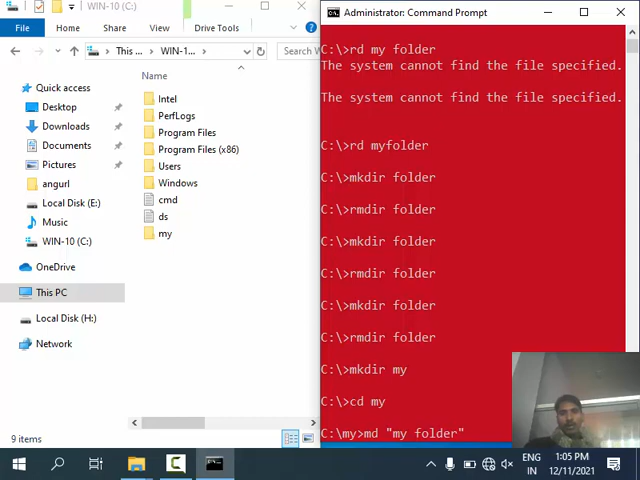 WIN-10 (C:)
File
Home
Share
View
Drive Tools
This ...
WIN-1...
Search
Name
Quick access
Desktop
Downloads
Documents
Pictures
angurl
Local Disk (E:)
Music
WIN-10 (C:)
OneDrive
This PC
Local Disk (H:)
Network
Intel
PerfLogs
Program Files
Program Files (x86)
Users
Windows
cmd
ds
my
9 items
Administrator: Command Prompt
C:\>rd my folder
The system cannot find the file specified.
The system cannot find the file specified.
C:\>rd myfolder
C:\>mkdir folder
C:\>rmdir folder
C:\>mkdir folder
C:\>rmdir folder
C:\>mkdir folder
C:\>rmdir folder
C:\>mkdir my
C:\>cd my
C:\my>md "my folder"
ENG
IN
1:05 PM
12/11/2021